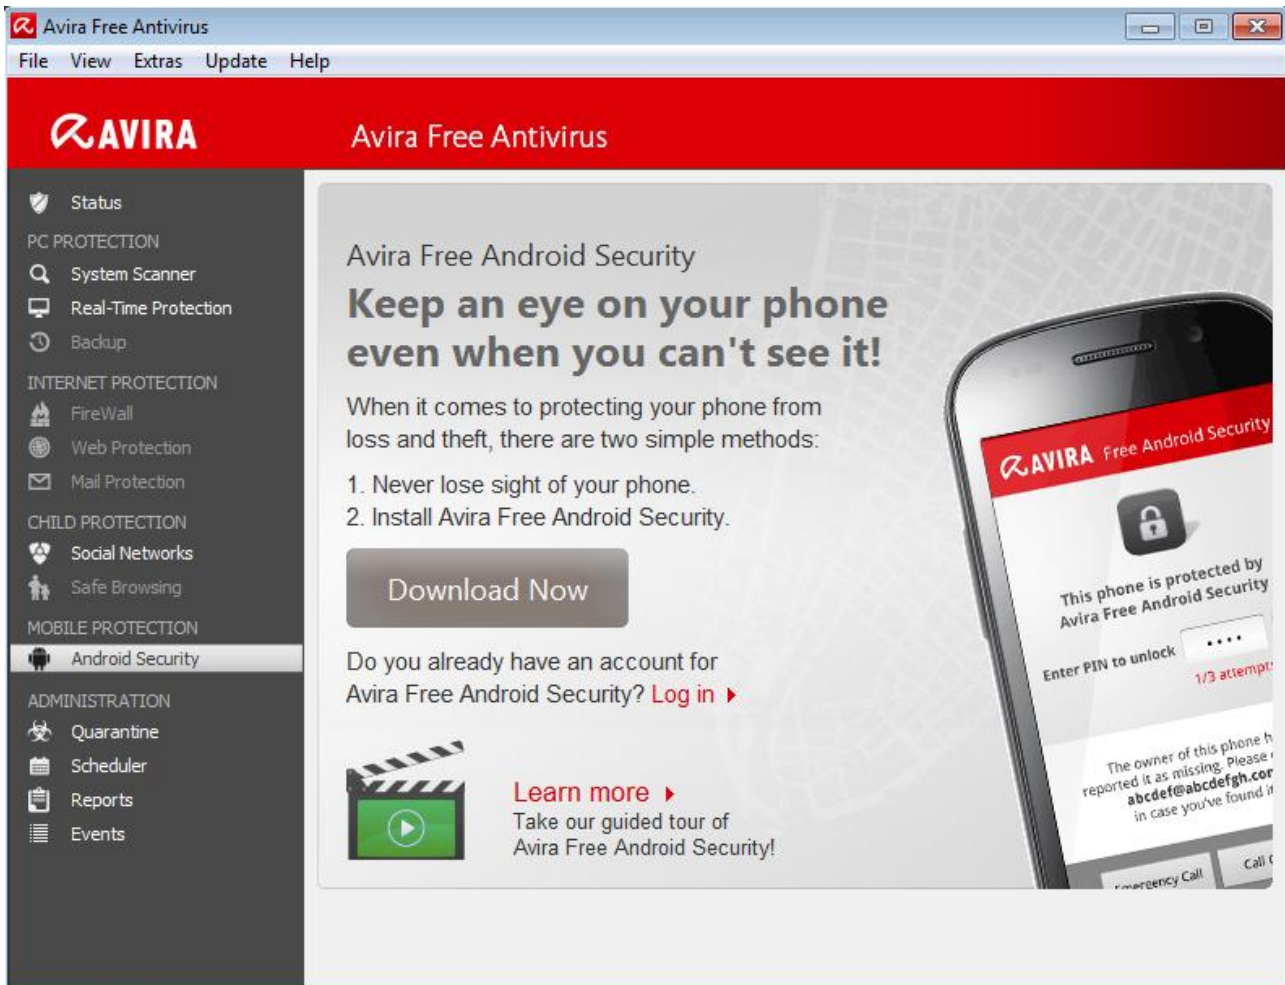 Avira Free Antivirus
File View Extras Update Help
AVIRA
Avira Free Antivirus
Status
PC PROTECTION
System Scanner
Real-Time Protection
Backup
INTERNET PROTECTION
FireWall
Web Protection
Mail Protection
CHILD PROTECTION
Social Networks
Safe Browsing
MOBILE PROTECTION
Android Security
ADMINISTRATION
Quarantine
Scheduler
Reports
Events
Avira Free Android Security
Keep an eye on your phone
even when you can't see it!
When it comes to protecting your phone from
loss and theft, there are two simple methods:
1. Never lose sight of your phone.
2. Install Avira Free Android Security.
Download Now
Do you already have an account for
Avira Free Android Security? Log in
Learn more
Take our guided tour of
Avira Free Android Security!
AVIRA Free Android Security
This phone is protected by
Avira Free Android Security
Enter PIN to unlock
1/3 attempts
The owner of this phone
reported it as missing. Please
abcdef@abcdefgh.com
in case you've found it
Emergency Call
Call